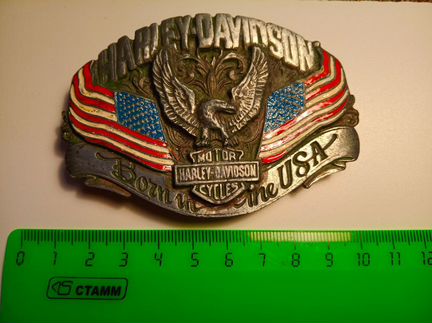 HARLEY-DAVIDSON
MOTOR
HARLEY-DAVIDSON
CYCLES
Born in the USA
0 1 2 3 4 5 6 7 8 9 10 11 12
СТАММ